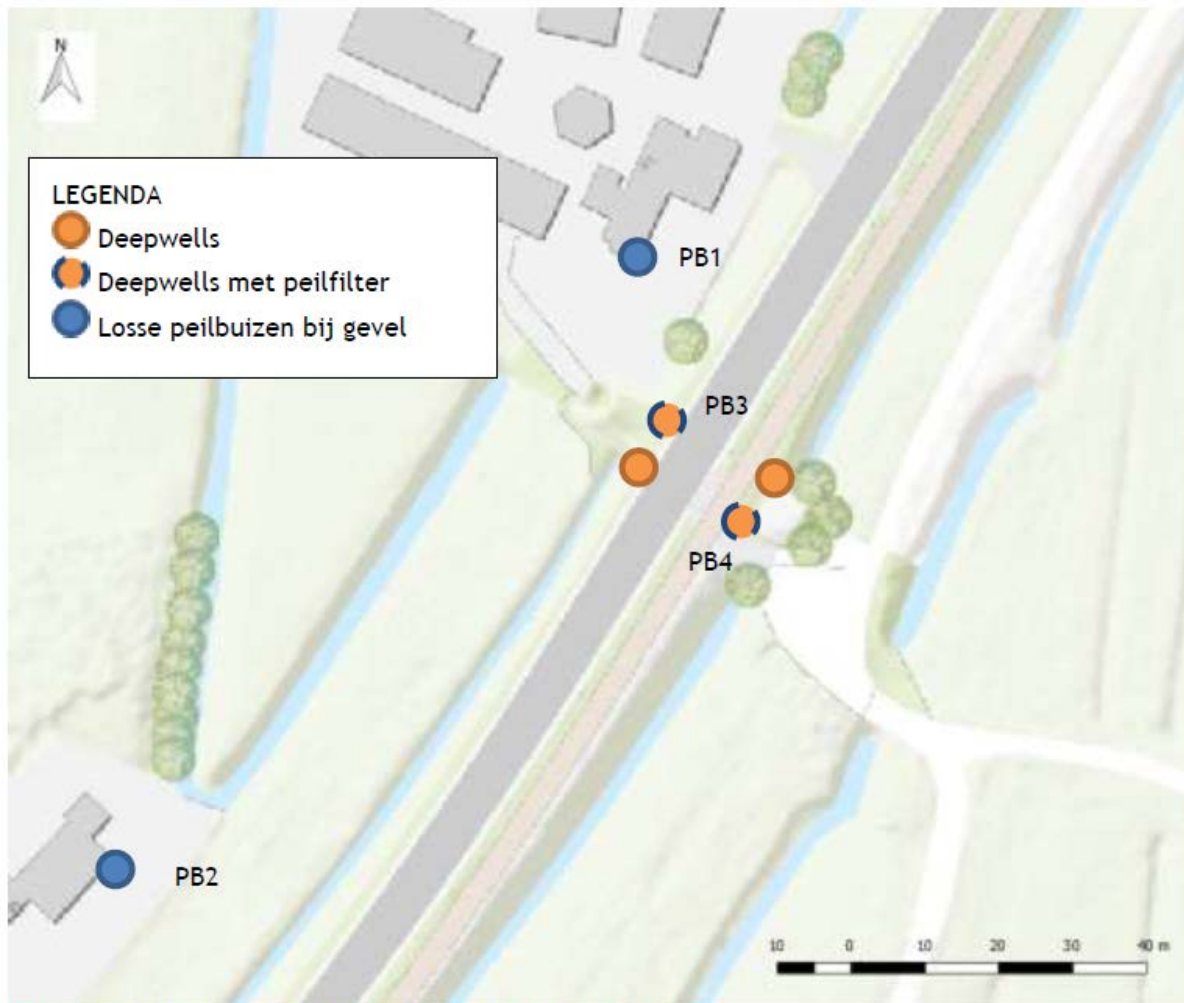 N
LEGENDA
Deepwells
Deepwells met peilfilter
Losse peilbuizen bij gevel
PB1
PB3
PB4
PB2
10 0 10 20 30 40 m